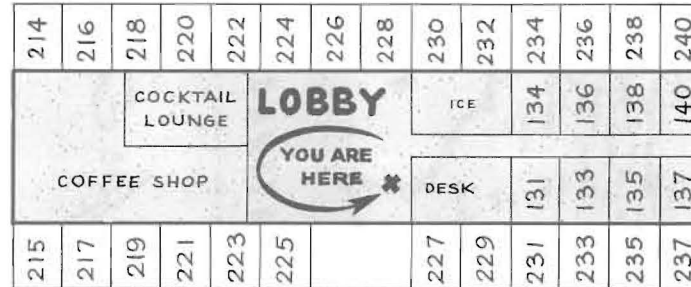 214 216 218 220 222 224 226 228 230 232 234 236 238 240
COCKTAIL
LOUNGE
LOBBY
ICE
134 136 138 140
YOU ARE
HERE
COFFEE SHOP
DESK
131 133 135 137
215 217 219 221 223 225 227 229 231 233 235 237